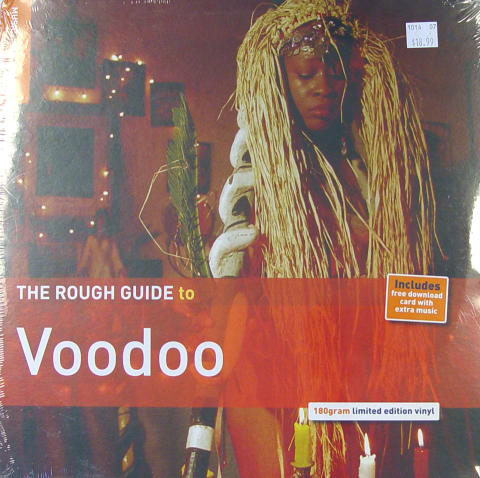 1014 07
$18.99
THE ROUGH GUIDE to
Voodoo
Includes
free download
card with
extra music
180gram limited edition vinyl